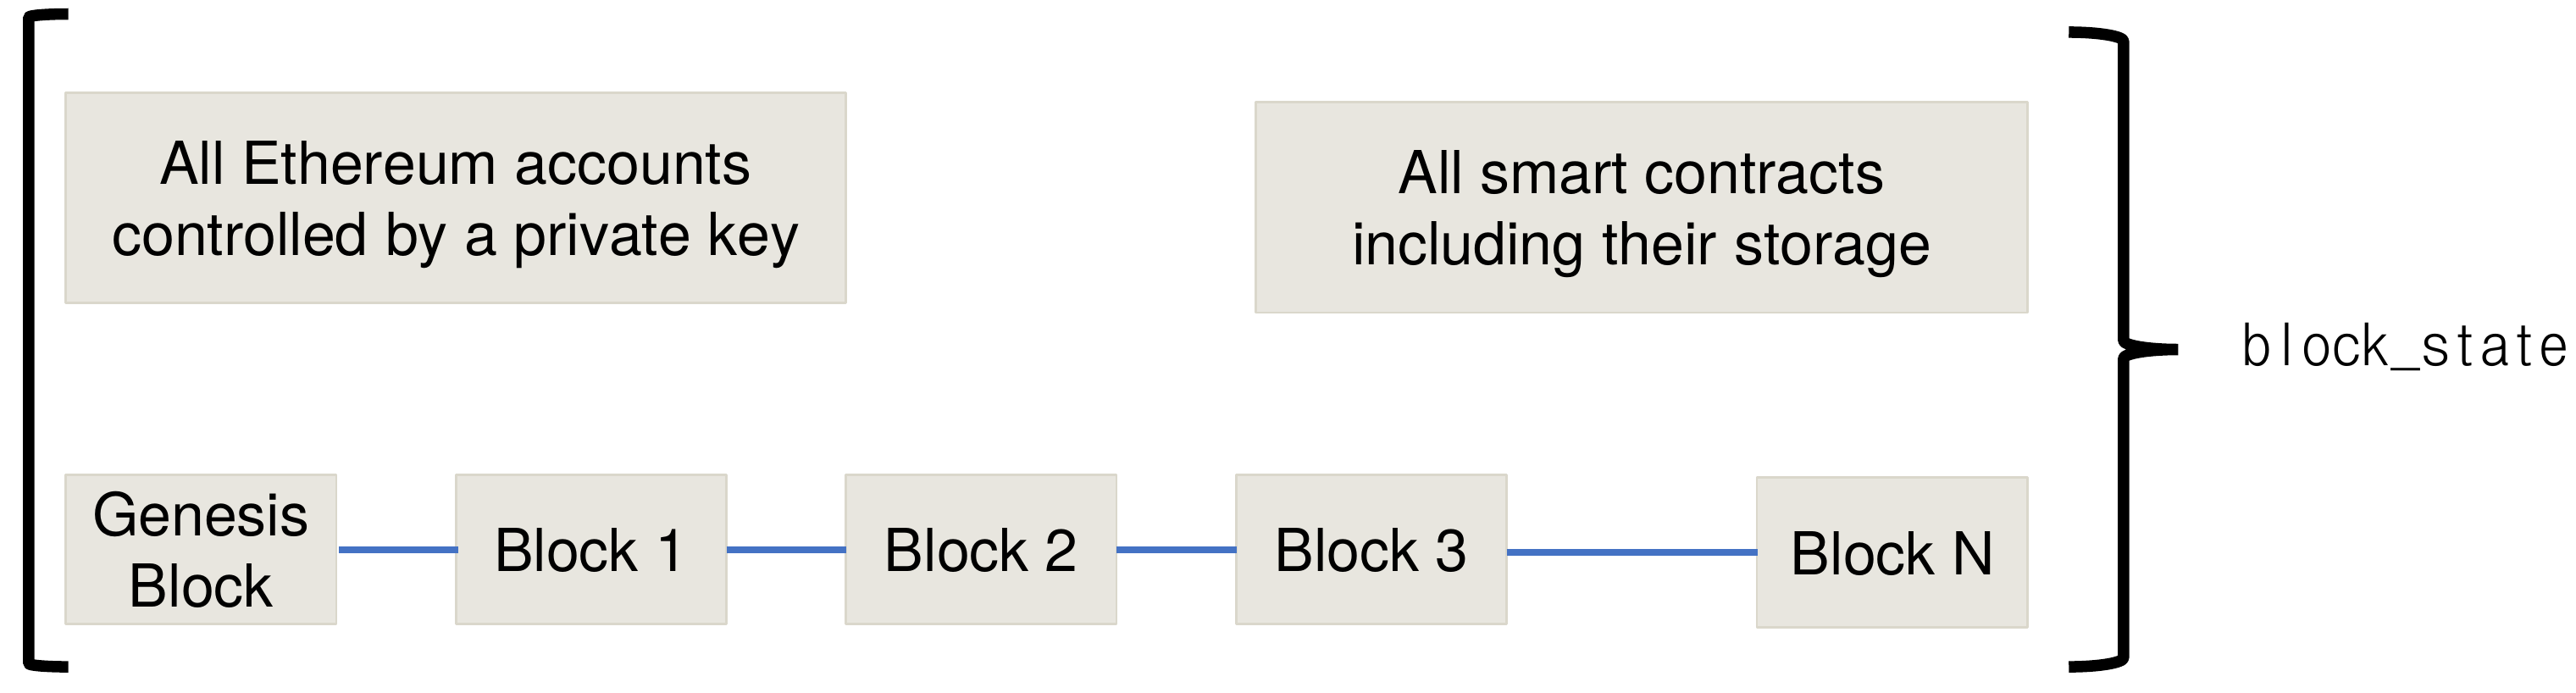 All Ethereum accounts
controlled by a private key
All smart contracts
including their storage
block_state
Genesis
Block
Block 1
Block 2
Block 3
Block N